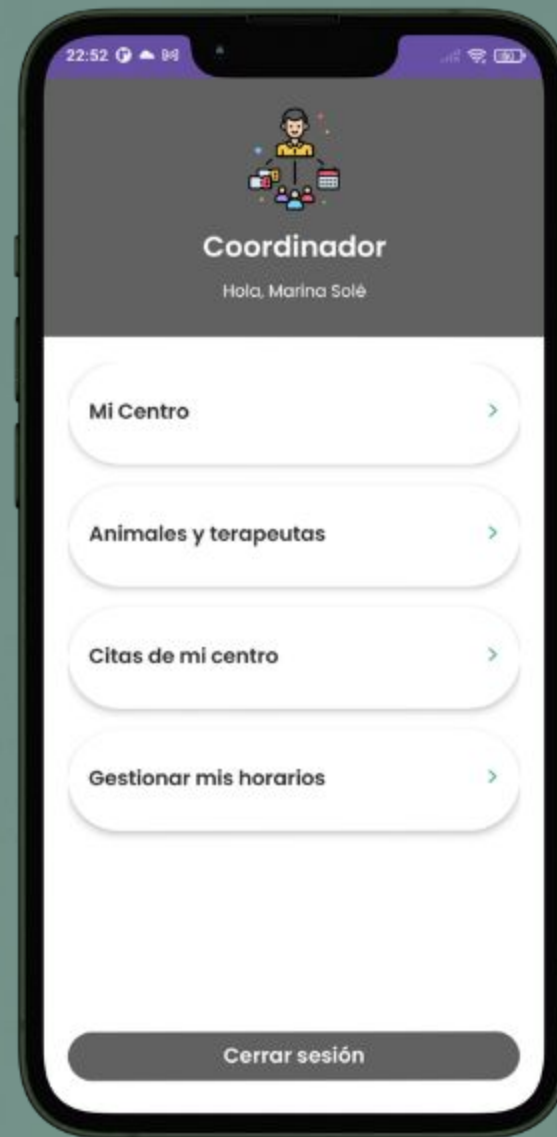 22:52
Coordinador
Hola, Marina Solé
Mi Centro
Animales y terapeutas
Citas de mi centro
Gestionar mis horarios
Cerrar sesión